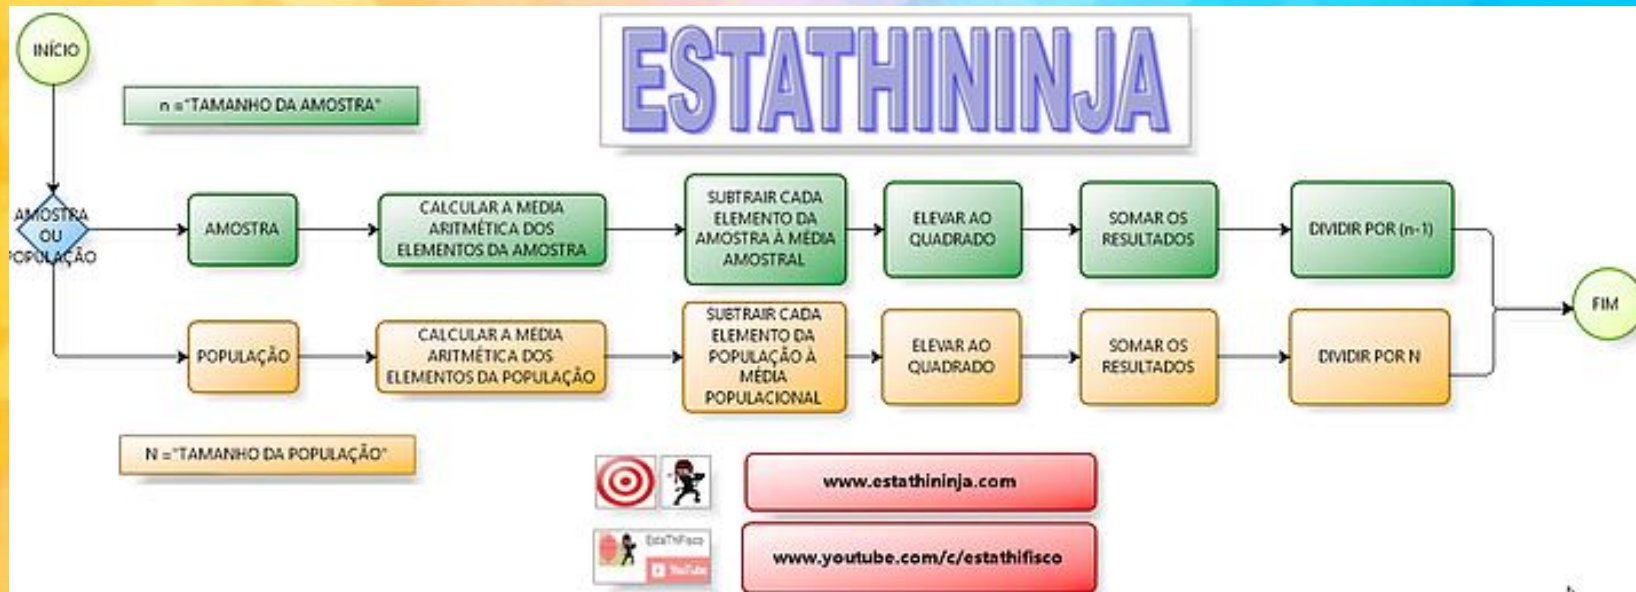 INÍCIO
ESTATHININJA
n ="TAMANHO DA AMOSTRA"
AMOSTRA
OU
POPULAÇÃO
AMOSTRA
CALCULAR A MÉDIA
ARITMÉTICA DOS
ELEMENTOS DA AMOSTRA
SUBTRAIR CADA
ELEMENTO DA
AMOSTRA À MÉDIA
AMOSTRAL
ELEVAR AO
QUADRADO
SOMAR OS
RESULTADOS
DIVIDIR POR (n-1)
FIM
POPULAÇÃO
CALCULAR A MÉDIA
ARITMÉTICA DOS
ELEMENTOS DA POPULAÇÃO
SUBTRAIR CADA
ELEMENTO DA
POPULAÇÃO À
MÉDIA
POPULACIONAL
ELEVAR AO
QUADRADO
SOMAR OS
RESULTADOS
DIVIDIR POR N
N ="TAMANHO DA POPULAÇÃO"
www.estathininja.com
EstaThiFisco
YouTube
www.youtube.com/c/estathifisco